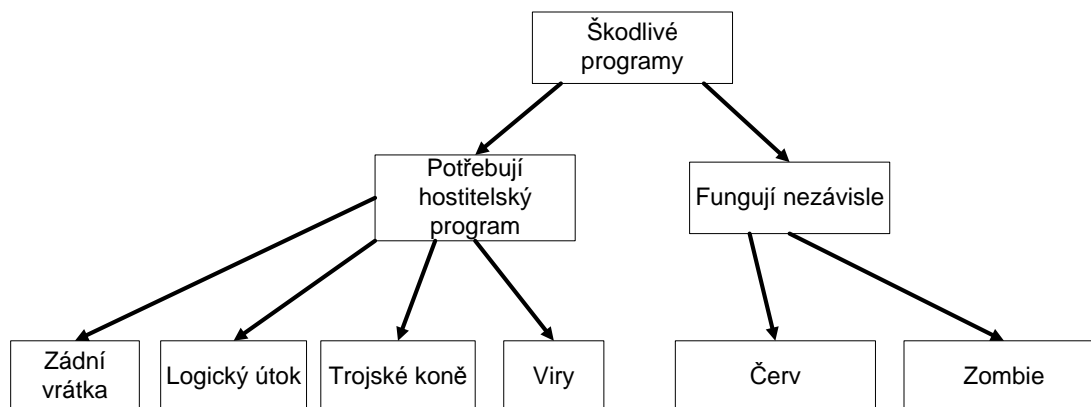 Škodlivé
programy
Potřebují
hostitelský
program
Fungují nezávisle
Zádní
vrátka
Logický útok
Trojské koně
Viry
Červ
Zombie